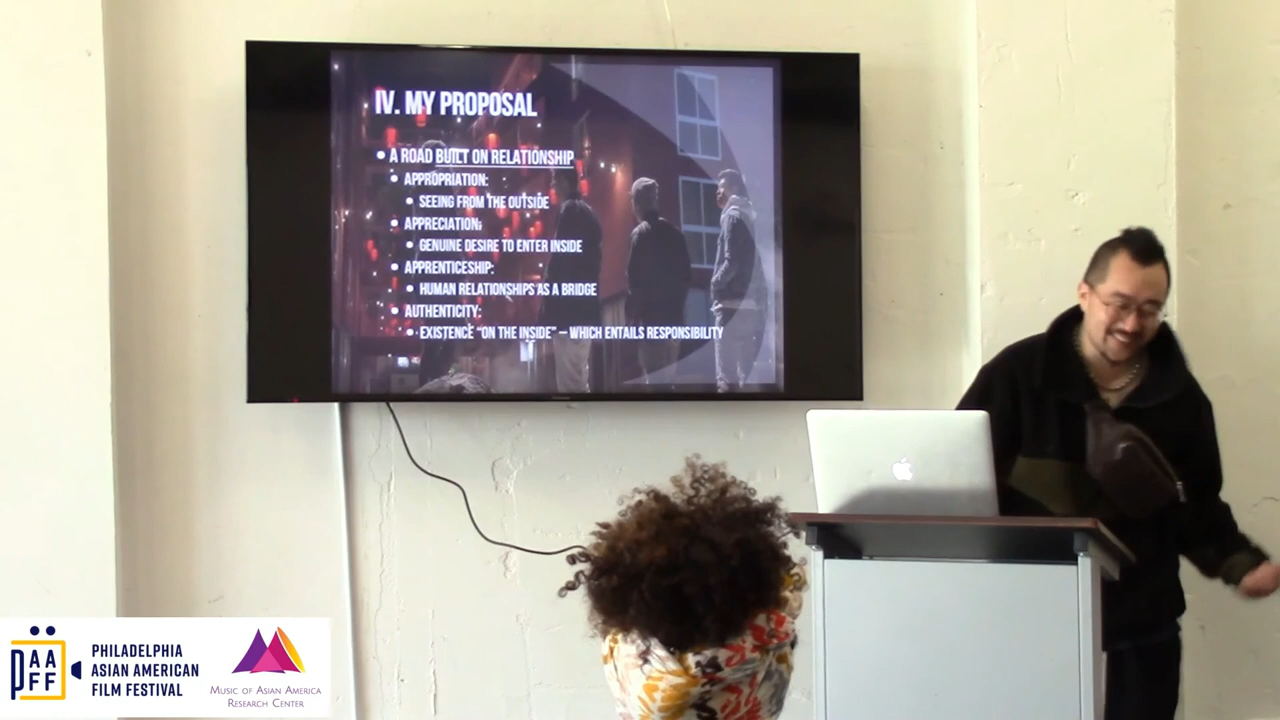 IV. MY PROPOSAL
• A ROAD BUILT ON RELATIONSHIP
• APPROPRIATION:
• SEEING FROM THE OUTSIDE
• APPRECIATION:
• GENUINE DESIRE TO ENTER INSIDE
• APPRENTICESHIP:
• HUMAN RELATIONSHIPS AS A BRIDGE
• AUTHENTICITY:
• EXISTENCE “ON THE INSIDE” – WHICH ENTAILS RESPONSIBILITY
PAAFF
PHILADELPHIA
ASIAN AMERICAN
FILM FESTIVAL
MUSIC OF ASIAN AMERICA
RESEARCH CENTER